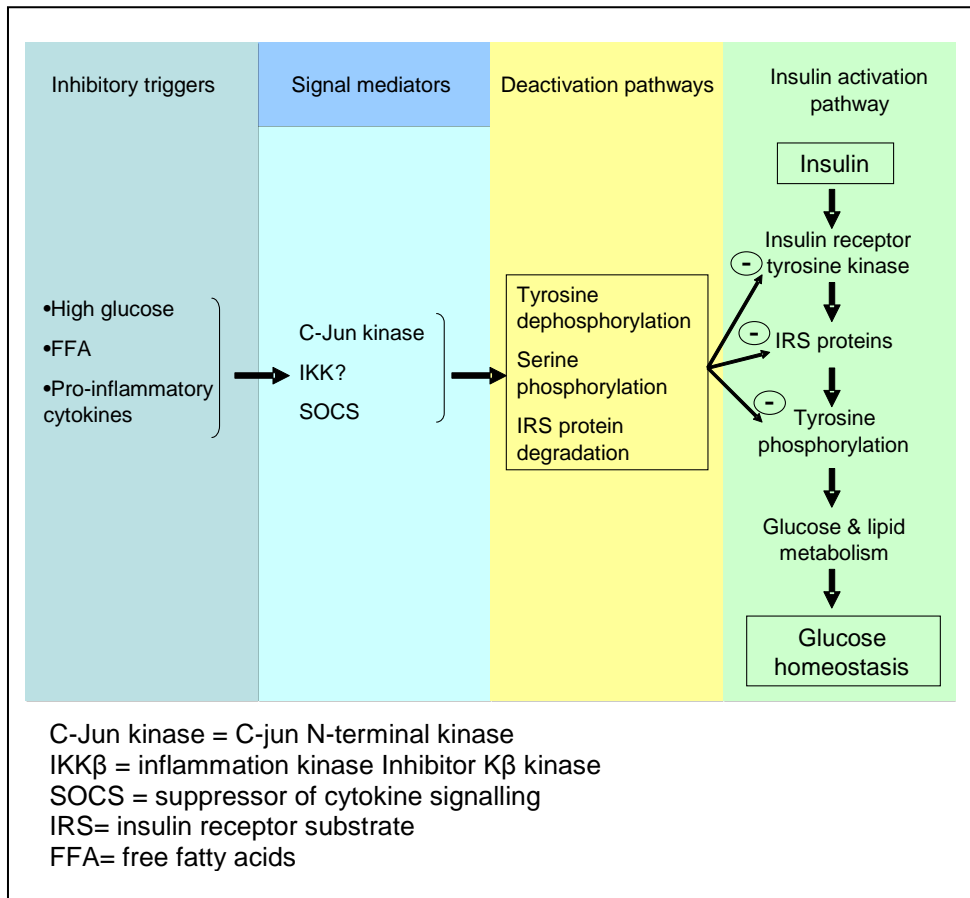 Inhibitory triggers
Signal mediators
Deactivation pathways
Insulin activation
pathway
•High glucose
•FFA
•Pro-inflammatory
cytokines
C-Jun kinase
IKK?
SOCS
Tyrosine
dephosphorylation
Serine
phosphorylation
IRS protein
degradation
-
-
-
Insulin
Insulin receptor
tyrosine kinase
IRS proteins
Tyrosine
phosphorylation
Glucose & lipid
metabolism
Glucose
homeostasis
C-Jun kinase = C-jun N-terminal kinase
IKKβ = inflammation kinase Inhibitor Kβ kinase
SOCS = suppressor of cytokine signalling
IRS= insulin receptor substrate
FFA= free fatty acids